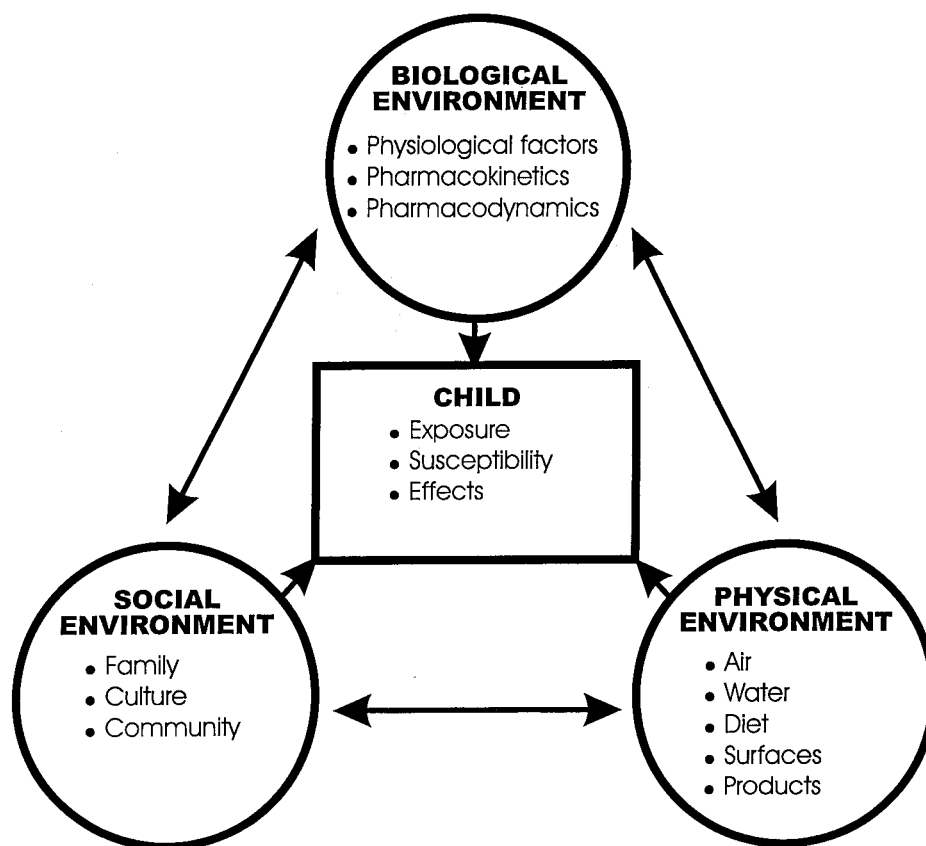 BIOLOGICAL
ENVIRONMENT
• Physiological factors
• Pharmacokinetics
• Pharmacodynamics
CHILD
• Exposure
• Susceptibility
• Effects
SOCIAL
ENVIRONMENT
• Family
• Culture
• Community
PHYSICAL
ENVIRONMENT
• Air
• Water
• Diet
• Surfaces
• Products